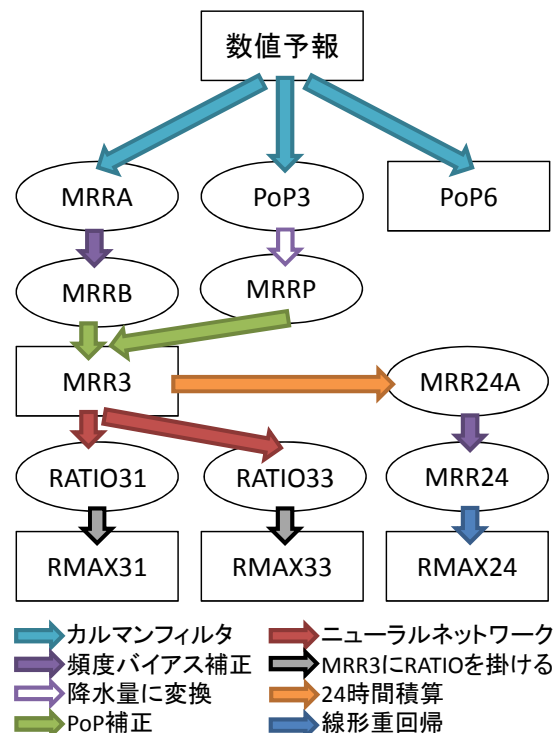 数値予報
MRRA
PoP3
PoP6
MRRB
MRRP
MRR3
MRR24A
RATIO31
RATIO33
MRR24
RMAX31
RMAX33
RMAX24
カルマンフィルタ
ニューラルネットワーク
頻度バイアス補正
MRR3にRATIOを掛ける
降水量に変換
24時間積算
PoP補正
線形重回帰